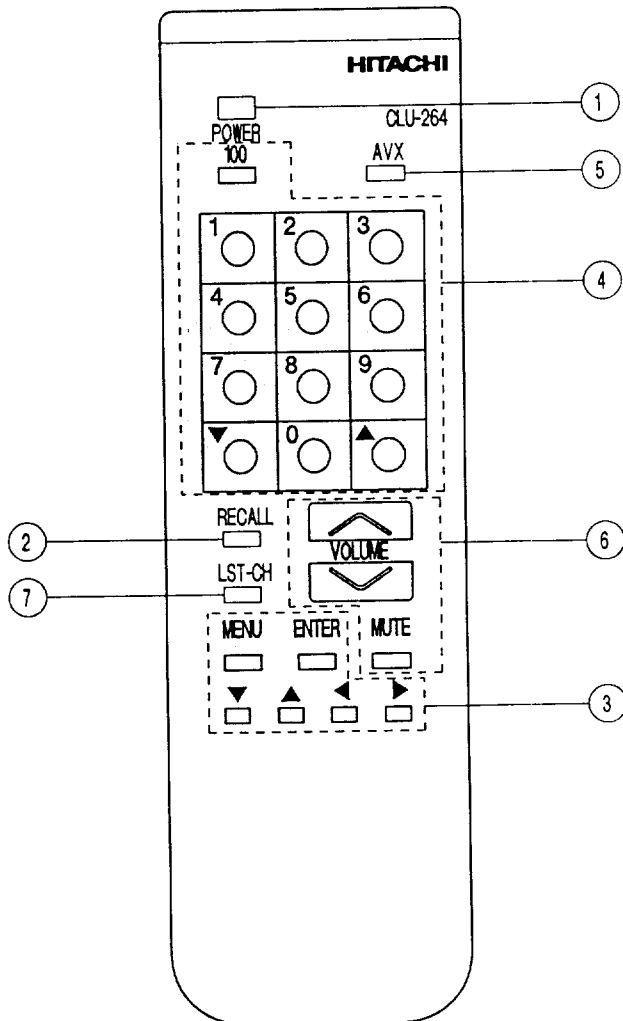 HITACHI
1
CLU-264
POWER
100
AVX
5
1 2 3
4
4 5 6
7 8 9
▼ 0 ▲
RECALL
2
VOLUME
6
LST-CH
7
MENU ENTER MUTE
▼ ▲ ◀ ▶
3